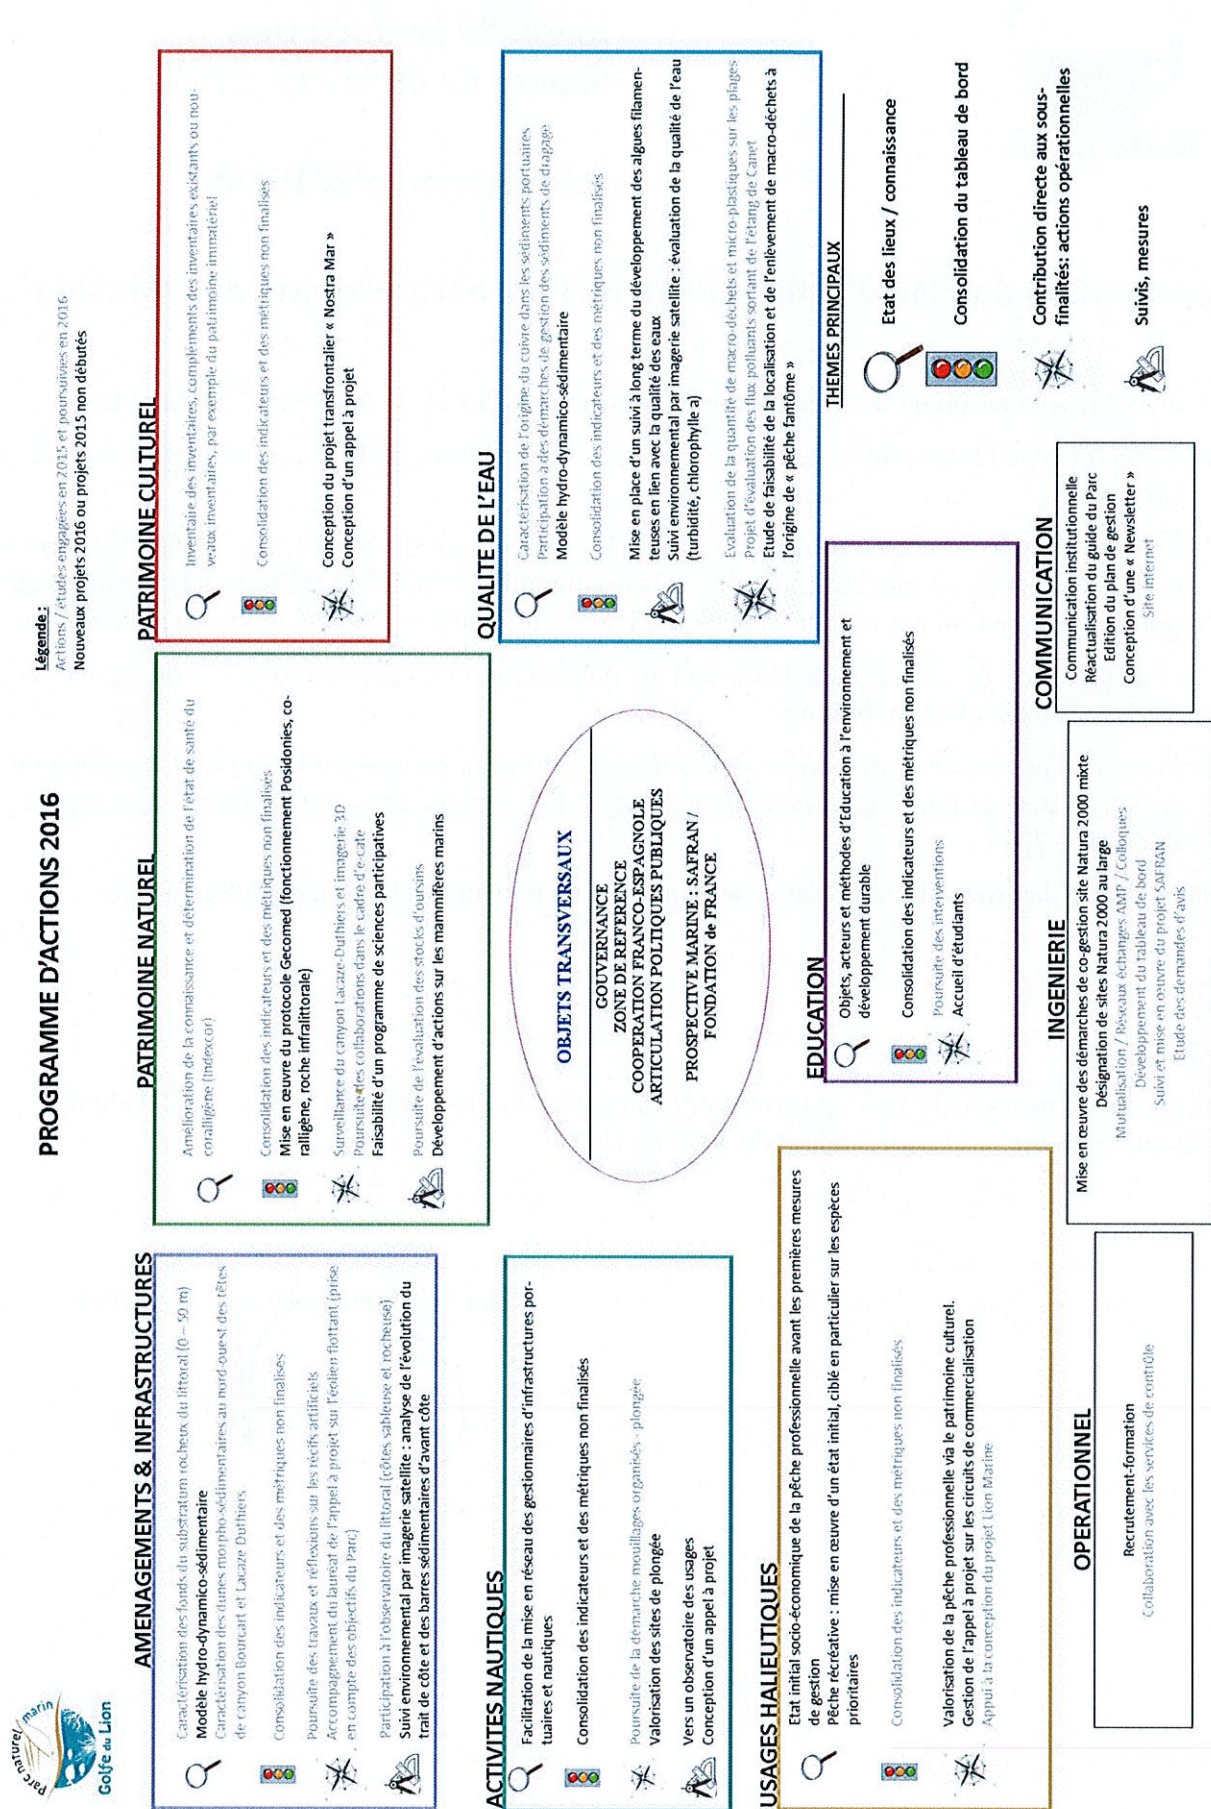 Parc naturel marin
Golfe du Lion
PROGRAMME D'ACTIONS 2016
Légende :
Actions / études engagées en 2015 et poursuivies en 2016
Nouveaux projets 2016 ou projets 2015 non débutés
AMENAGEMENTS & INFRASTRUCTURES
Caractérisation des fonds du substratum rocheux du littoral (0 – 50 m)
Modèle hydro-dynamico-sédimentaire
Caractérisation des dunes morpho-sédimentaires au nord-ouest des têtes
de canyon Bourcart et Lacaze Duthiers
Consolidation des indicateurs et des métriques non finalisés
Poursuite des travaux et réflexions sur les récifs artificiels
Accompagnement du lauréat de l'appel à projet sur l'éolien flottant (prise
en compte des objectifs du Parc)
Participation à l'observatoire du littoral (côtes sableuse et rocheuse)
Suivi environnemental par imagerie satellite : analyse de l'évolution du
trait de côte et des barres sédimentaires d'avant côte
PATRIMOINE NATUREL
Amélioration de la connaissance et détermination de l'état de santé du
coralligène (Indexcor)
Consolidation des indicateurs et des métriques non finalisés
Mise en œuvre du protocole Gecomed (fonctionnement Posidonies, co-
ralligène, roche infralittorale)
Surveillance du canyon Lacaze-Duthiers et imagerie 3D
Poursuite des collaborations dans le cadre d'e-cate
Faisabilité d'un programme de sciences participatives
Poursuite de l'évaluation des stocks d'oursins
Développement d'actions sur les mammifères marins
PATRIMOINE CULTUREL
Inventaire des inventaires, compléments des inventaires existants ou nou-
veaux inventaires, par exemple du patrimoine immatériel
Consolidation des indicateurs et des métriques non finalisés
Conception du projet transfrontalier « Nostra Mar »
Conception d'un appel à projet
ACTIVITES NAUTIQUES
Facilitation de la mise en réseau des gestionnaires d'infrastructures por-
tuaires et nautiques
Consolidation des indicateurs et des métriques non finalisés
Poursuite de la démarche mouillages organisés - plongée
Valorisation des sites de plongée
Vers un observatoire des usages
Conception d'un appel à projet
OBJETS TRANSVERSAUX
GOUVERNANCE
ZONE DE REFERENCE
COOPERATION FRANCO-ESPAGNOLE
ARTICULATION POLITIQUES PUBLIQUES
PROSPECTIVE MARINE : SAFRAN /
FONDATION de FRANCE
QUALITE DE L'EAU
Caractérisation de l'origine du cuivre dans les sédiments portuaires
Participation à des démarches de gestion des sédiments de dragage
Modèle hydro-dynamico-sédimentaire
Consolidation des indicateurs et des métriques non finalisés
Mise en place d'un suivi à long terme du développement des algues filamen-
teuses en lien avec la qualité des eaux
Suivi environnemental par imagerie satellite : évaluation de la qualité de l'eau
(turbidité, chlorophylle a)
Evaluation de la quantité de macro-déchets et micro-plastiques sur les plages
Projet d'évaluation des flux polluants sortant de l'étang de Canet
Etude de faisabilité de la localisation et de l'enlèvement de macro-déchets à
l'origine de « pêche fantôme »
USAGES HALIEUTIQUES
Etat initial socio-économique de la pêche professionnelle avant les premières mesures
de gestion
Pêche récréative : mise en œuvre d'un état initial, ciblé en particulier sur les espèces
prioritaires
Consolidation des indicateurs et des métriques non finalisés
Valorisation de la pêche professionnelle via le patrimoine culturel.
Gestion de l'appel à projet sur les circuits de commercialisation
Appui à la conception du projet Lion Marine
EDUCATION
Objets, acteurs et méthodes d'Education à l'environnement et
développement durable
Consolidation des indicateurs et des métriques non finalisés
Poursuite des interventions
Accueil d'étudiants
THEMES PRINCIPAUX
Etat des lieux / connaissance
Consolidation du tableau de bord
Contribution directe aux sous-
finalités: actions opérationnelles
Suivis, mesures
OPERATIONNEL
Recrutement-formation
Collaboration avec les services de contrôle
INGENIERIE
Mise en œuvre des démarches de co-gestion site Natura 2000 mixte
Désignation de sites Natura 2000 au large
Mutualisation / Réseaux échanges AMP / Colloques
Développement du tableau de bord
Suivi et mise en œuvre du projet SAFRAN
Etude des demandes d'avis
COMMUNICATION
Communication institutionnelle
Réactualisation du guide du Parc
Edition du plan de gestion
Conception d'une « Newsletter »
Site internet